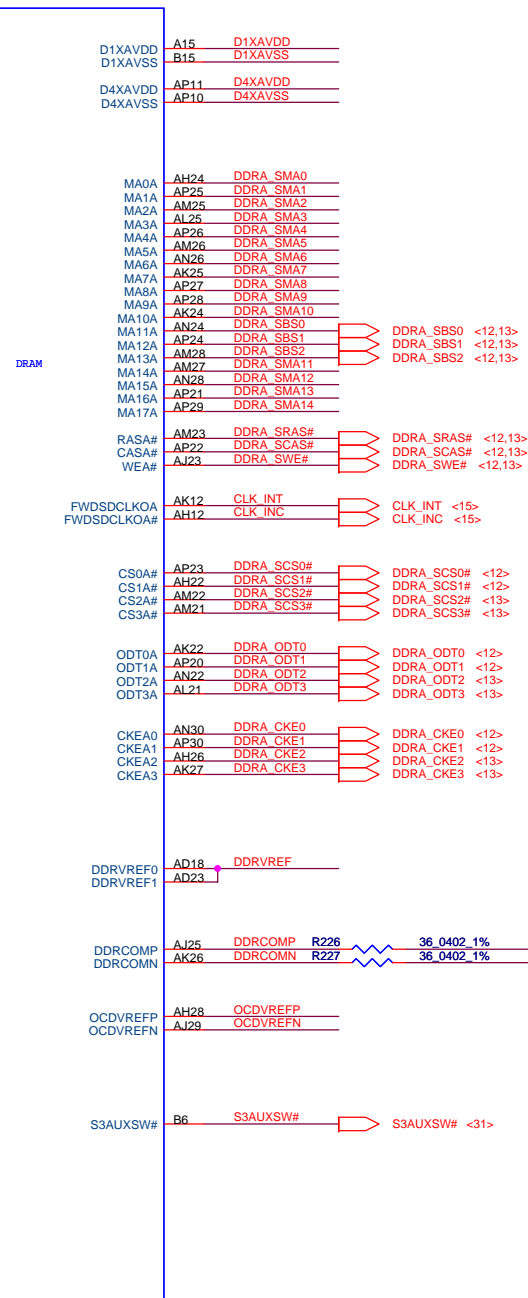 D1XAVDD A15 D1XAVDD
D1XAVSS B15 D1XAVSS
D4XAVDD AP11 D4XAVDD
D4XAVSS AP10 D4XAVSS
MA0A AH24 DDRA_SMA0
MA1A AP25 DDRA_SMA1
MA2A AM25 DDRA_SMA2
MA3A AL25 DDRA_SMA3
MA4A AP26 DDRA_SMA4
MA5A AM26 DDRA_SMA5
MA6A AN26 DDRA_SMA6
MA7A AK25 DDRA_SMA7
MA8A AP27 DDRA_SMA8
MA9A AP28 DDRA_SMA9
MA10A AK24 DDRA_SMA10
MA11A AN24 DDRA_SBS0 DDRA_SBS0 <12,13>
MA12A AP24 DDRA_SBS1 DDRA_SBS1 <12,13>
MA13A AM28 DDRA_SBS2 DDRA_SBS2 <12,13>
DRAM
MA14A AM27 DDRA_SMA11
MA15A AN28 DDRA_SMA12
MA16A AP21 DDRA_SMA13
MA17A AP29 DDRA_SMA14
RASA# AM23 DDRA_SRAS# DDRA_SRAS# <12,13>
CASA# AP22 DDRA_SCAS# DDRA_SCAS# <12,13>
WEA# AJ23 DDRA_SWE# DDRA_SWE# <12,13>
FWDSDCLKOA AK12 CLK_INT CLK_INT <15>
FWDSDCLKOA# AH12 CLK_INC CLK_INC <15>
CS0A# AP23 DDRA_SCS0# DDRA_SCS0# <12>
CS1A# AH22 DDRA_SCS1# DDRA_SCS1# <12>
CS2A# AM22 DDRA_SCS2# DDRA_SCS2# <13>
CS3A# AM21 DDRA_SCS3# DDRA_SCS3# <13>
ODT0A AK22 DDRA_ODT0 DDRA_ODT0 <12>
ODT1A AP20 DDRA_ODT1 DDRA_ODT1 <12>
ODT2A AN22 DDRA_ODT2 DDRA_ODT2 <13>
ODT3A AL21 DDRA_ODT3 DDRA_ODT3 <13>
CKEA0 AN30 DDRA_CKE0 DDRA_CKE0 <12>
CKEA1 AP30 DDRA_CKE1 DDRA_CKE1 <12>
CKEA2 AH26 DDRA_CKE2 DDRA_CKE2 <13>
CKEA3 AK27 DDRA_CKE3 DDRA_CKE3 <13>
DDRVREF0 AD18 DDRVREF
DDRVREF1 AD23
DDRCOMP AJ25 DDRCOMP R226 36_0402_1%
DDRCOMN AK26 DDRCOMN R227 36_0402_1%
OCDVREFP AH28 OCDVREFP
OCDVREFN AJ29 OCDVREFN
S3AUXSW# B6 S3AUXSW# S3AUXSW# <31>